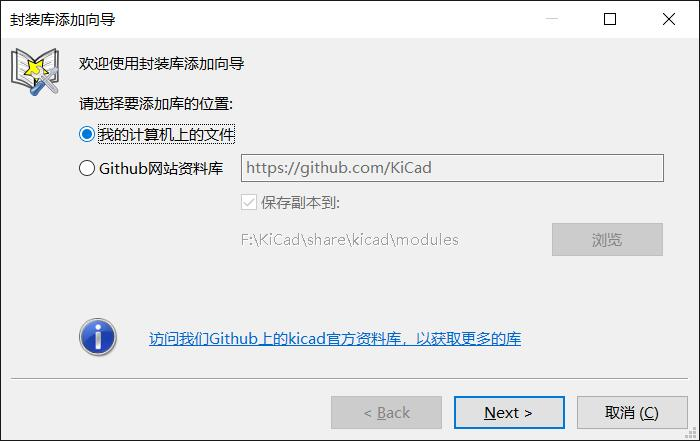 封装库添加向导
欢迎使用封装库添加向导
请选择要添加库的位置:
我的计算机上的文件
Github网站资料库 https://github.com/KiCad
保存副本到:
F:\KiCad\share\kicad\modules 浏览
访问我们Github上的kicad官方资料库，以获取更多的库
< Back Next > 取消 (C)